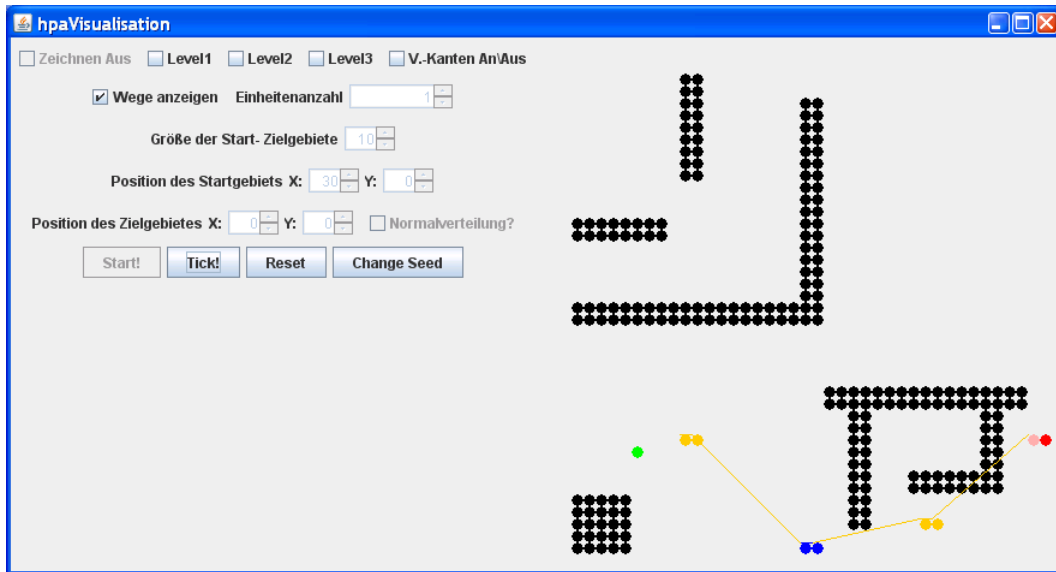 hpaVisualisation
Zeichnen Aus Level1 Level2 Level3 V.-Kanten An\Aus
Wege anzeigen Einheitenanzahl 1
Größe der Start- Zielgebiete 10
Position des Startgebiets X: 30 Y: 0
Position des Zielgebietes X: 0 Y: 0 Normalverteilung?
Start! Tick! Reset Change Seed